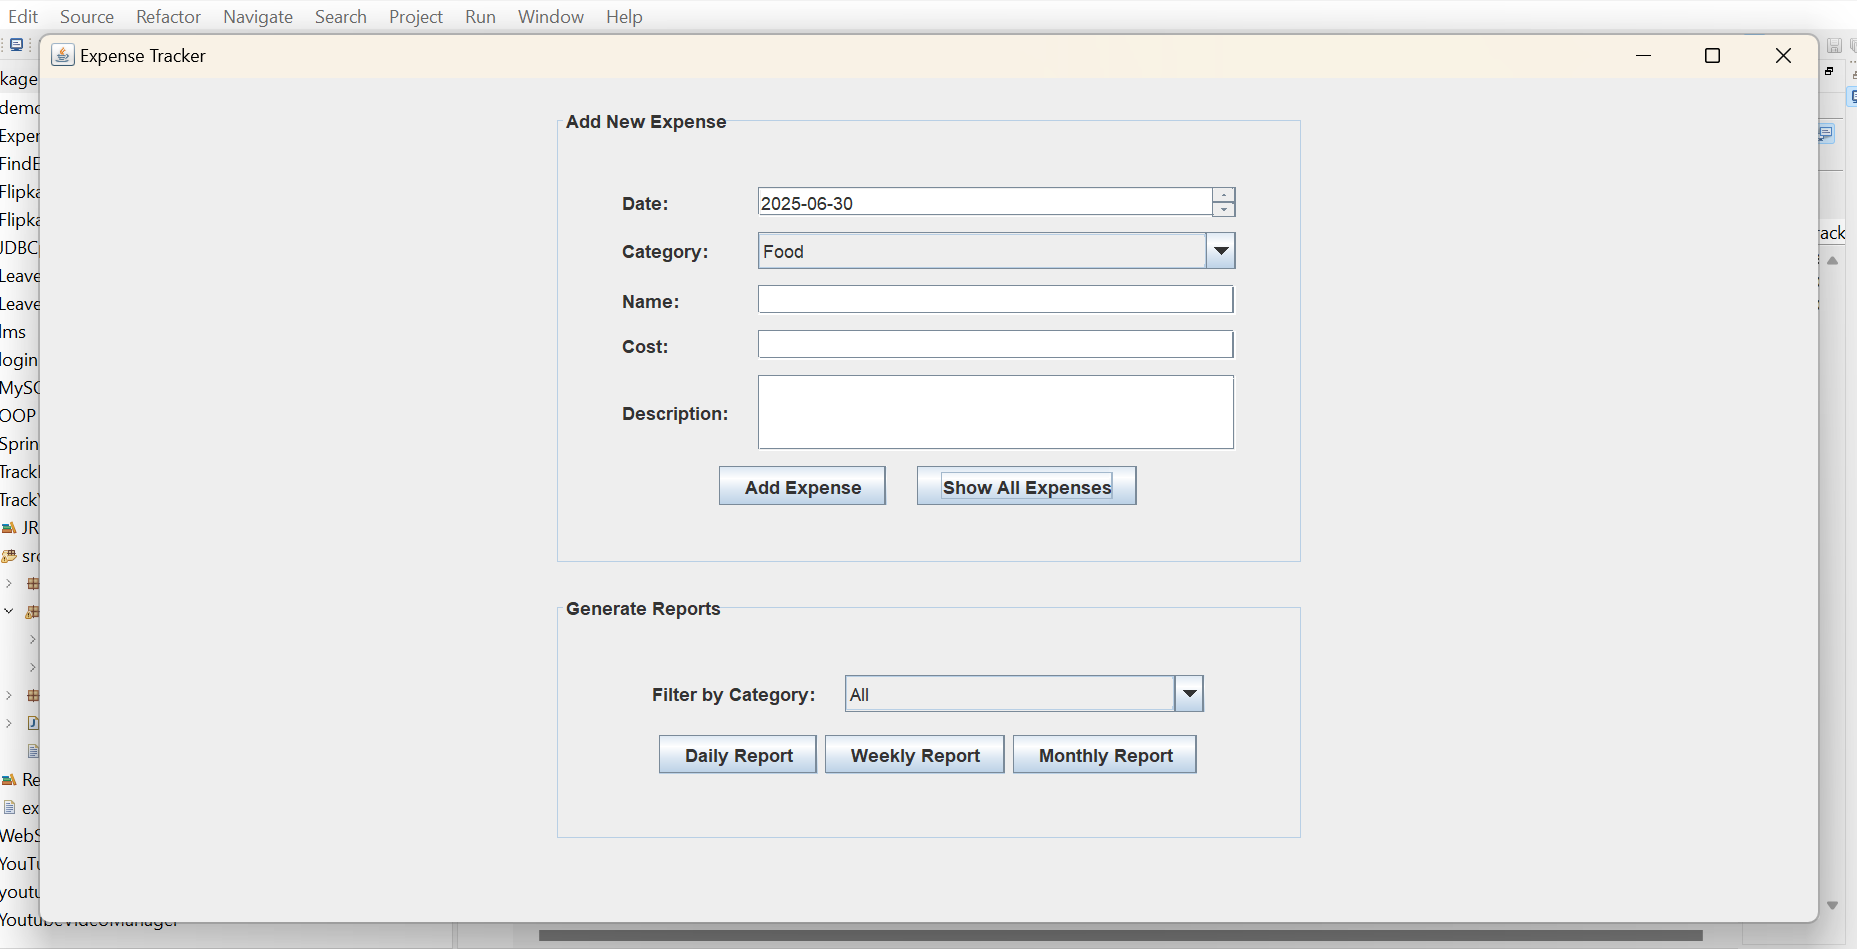 Edit Source Refactor Navigate Search Project Run Window Help
Expense Tracker
kage
demo
Exper
FindE
Flipka
Flipka
JDBC
Leave
Leave
lms
login
MySC
OOP
Sprin
Track
Track
JR
src
Re
ex
WebS
YouTu
youtu
YoutubeVideoManager
rack
Add New Expense
Date: 2025-06-30
Category: Food
Name:
Cost:
Description:
Add Expense Show All Expenses
Generate Reports
Filter by Category: All
Daily Report Weekly Report Monthly Report